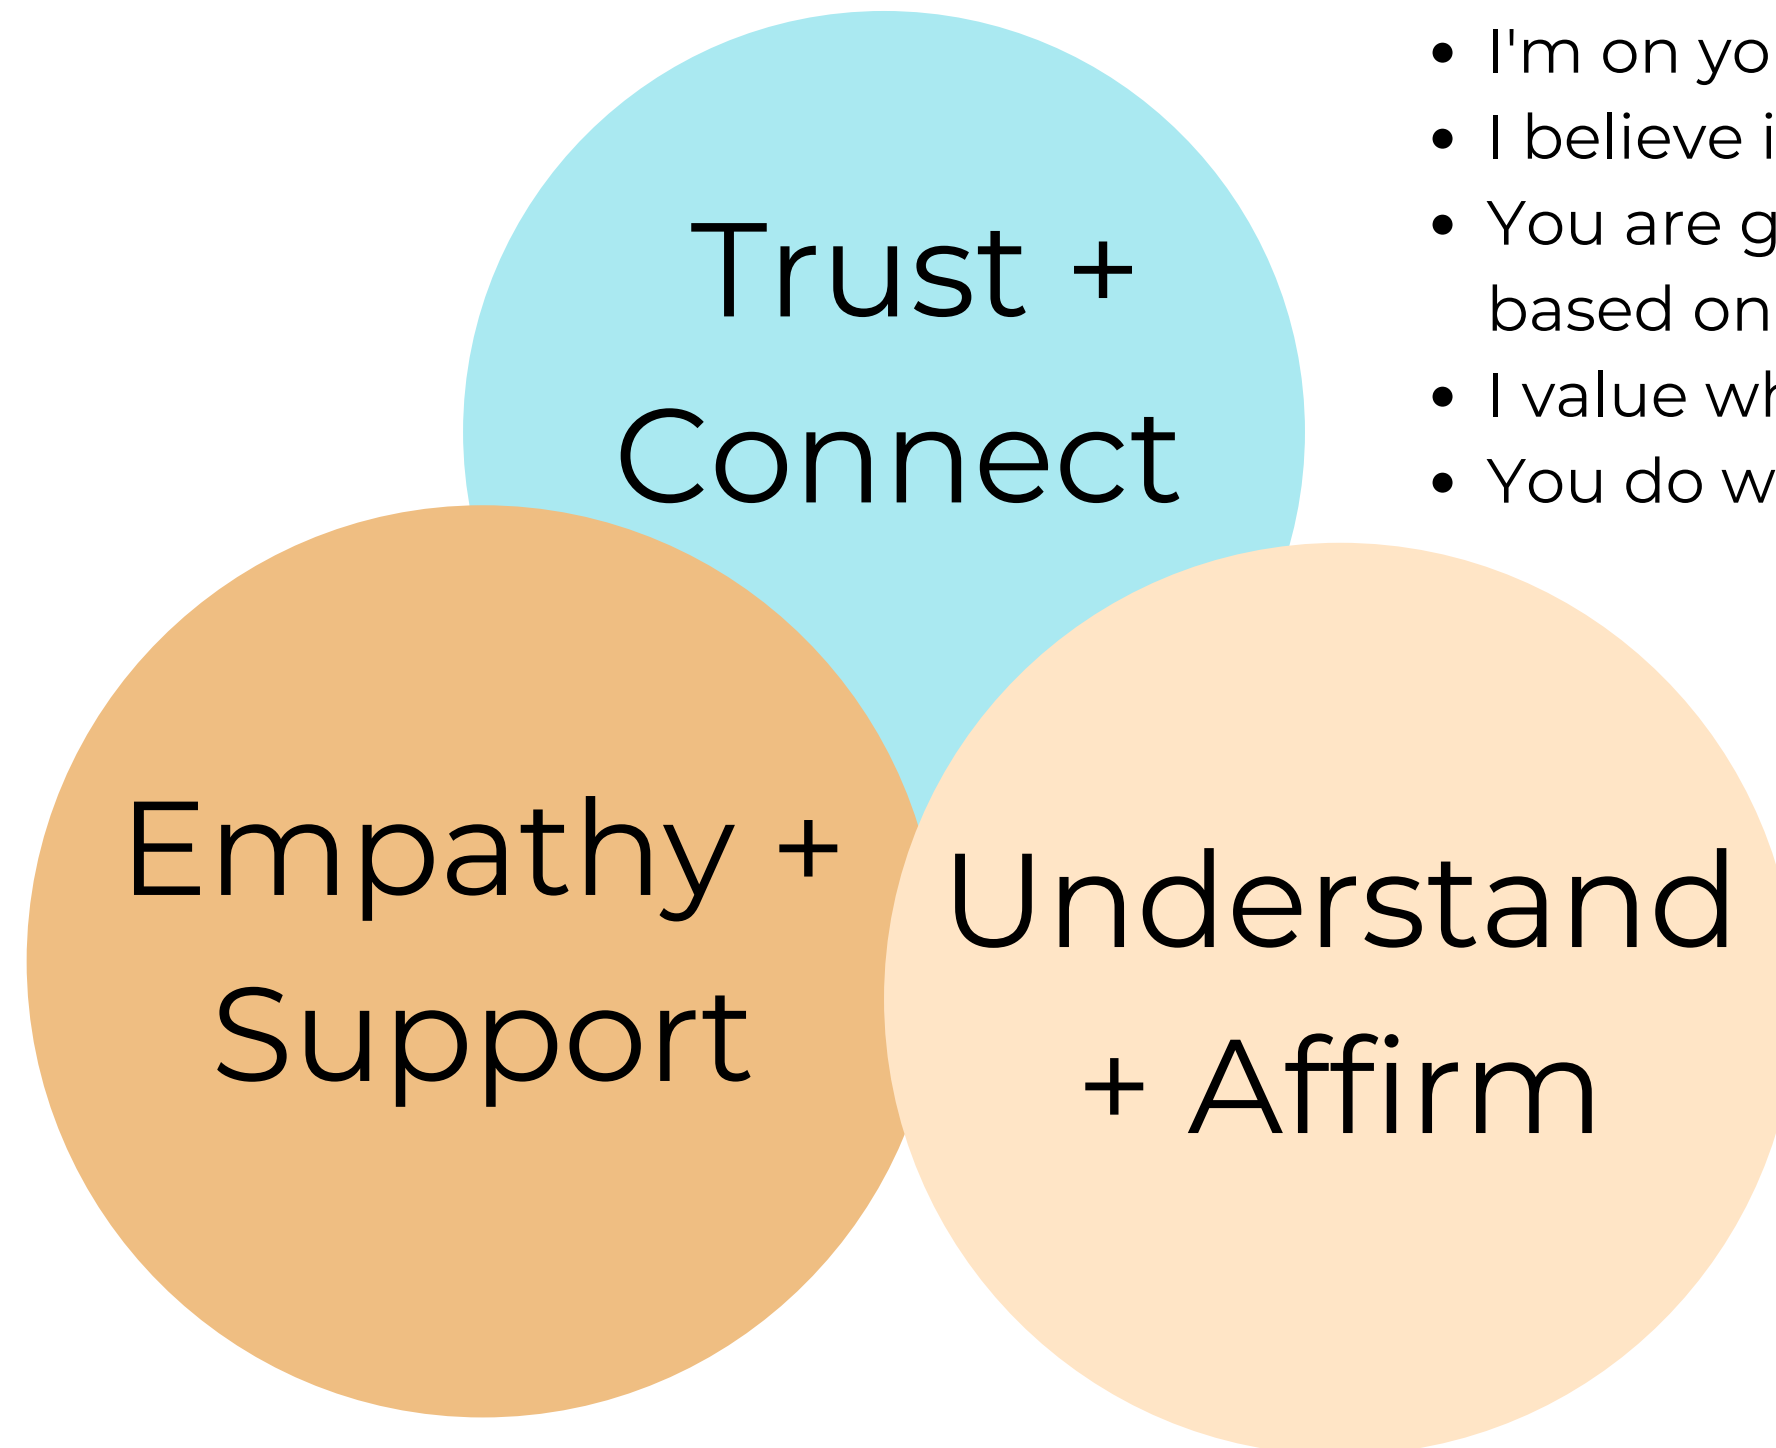 • I'm on yo
• I believe i
• You are g
based on
• I value wh
• You do w
Trust +
Connect
Empathy +
Support
Understand
+ Affirm